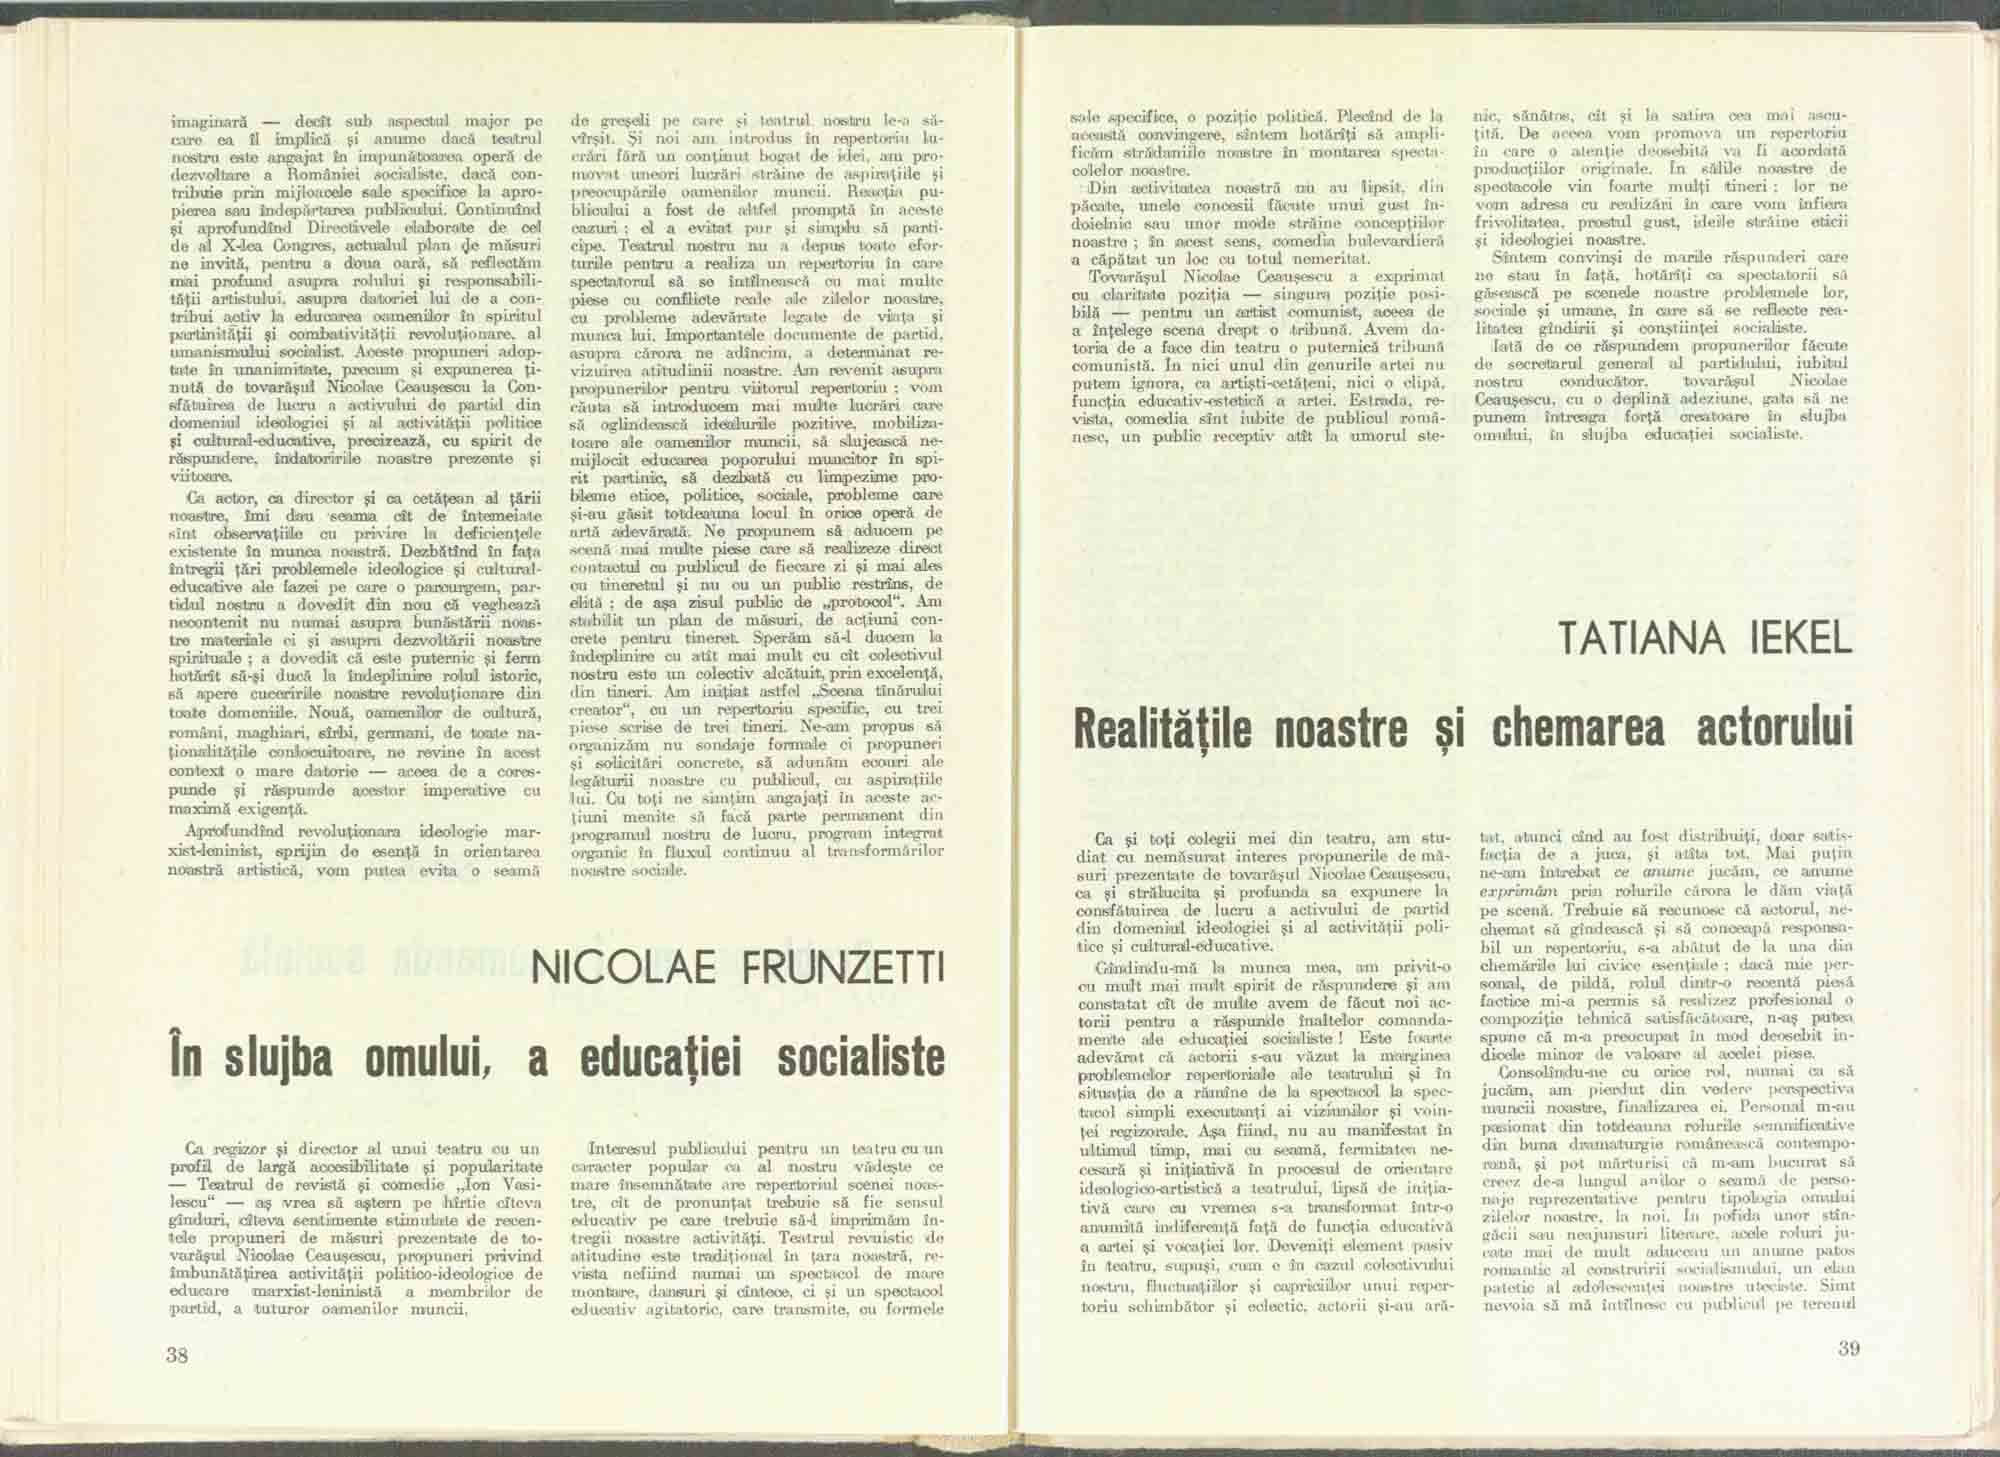 imaginară — decît sub aspectul major pe
care ea îl implică și anume dacă teatrul
nostru este angajat în impunătoarea operă de
dezvoltare a României socialiste, dacă con-
tribuie prin mijloacele sale specifice la apro-
pierea sau îndepărtarea publicului. Continuînd
și aprofundînd Directivele elaborate de cel
de al X-lea Congres, actualul plan de măsuri
ne invită, pentru a doua oară, să reflectăm
mai profund asupra rolului și responsabili-
tății artistului, asupra datoriei lui de a con-
tribui activ la educarea oamenilor în spiritul
partinității și combativității revoluționare, al
umanismului socialist. Aceste propuneri adop-
tate în unanimitate, precum și expunerea ți-
nută de tovarășul Nicolae Ceaușescu la Con-
sfătuirea de lucru a activului de partid din
domeniul ideologiei și al activității politice
și cultural-educative, precizează, cu spirit de
răspundere, îndatoririle noastre prezente și
viitoare.
Ca actor, ca director și ca cetățean al țării
noastre, îmi dau seama cît de întemeiate
sînt observațiile cu privire la deficiențele
existente în munca noastră. Dezbătînd în fața
întregii țări problemele ideologice și cultural-
educative ale fazei pe care o parcurgem, par-
tidul nostru a dovedit din nou că veghează
necontenit nu numai asupra bunăstării noas-
tre materiale ci și asupra dezvoltării noastre
spirituale ; a dovedit că este puternic și ferm
hotărît să-și ducă la îndeplinire rolul istoric,
să apere cuceririle noastre revoluționare din
toate domeniile. Nouă, oamenilor de cultură,
români, maghiari, sîrbi, germani, de toate na-
ționalitățile conlocuitoare, ne revine în acest
context o mare datorie — aceea de a cores-
punde și răspunde acestor imperative cu
maximă exigență.
Aprofundînd revoluționara ideologie mar-
xist-leninist, sprijin de esență în orientarea
noastră artistică, vom putea evita o seamă
de greșeli pe care și teatrul nostru le-a să-
vîrșit. Și noi am introdus în repertoriu lu-
crări fără un conținut bogat de idei, am pro-
movat uneori lucrări străine de aspirațiile și
preocupările oamenilor muncii. Reacția pu-
blicului a fost de altfel promptă în aceste
cazuri ; el a evitat pur și simplu să parti-
cipe. Teatrul nostru nu a depus toate efor-
turile pentru a realiza un repertoriu în care
spectatorul să se întîlnească cu mai multe
piese cu conflicte reale ale zilelor noastre,
cu probleme adevărate legate de viața și
munca lui. Importantele documente de partid,
asupra cărora ne adîncim, a determinat re-
vizuirea atitudinii noastre. Am revenit asupra
propunerilor pentru viitorul repertoriu ; vom
căuta să introducem mai multe lucrări care
să oglindească idealurile pozitive, mobiliza-
toare ale oamenilor muncii, să slujească ne-
mijlocit educarea poporului muncitor în spi-
rit partinic, să dezbată cu limpezime pro-
bleme etice, politice, sociale, probleme care
și-au găsit totdeauna locul în orice operă de
artă adevărată. Ne propunem să aducem pe
scenă mai multe piese care să realizeze direct
contactul cu publicul de fiecare zi și mai ales
cu tineretul și nu cu un public restrîns, de
elită ; de așa zisul public de „protocol“. Am
stabilit un plan de măsuri, de acțiuni con-
crete pentru tineret. Sperăm să-l ducem la
îndeplinire cu atît mai mult cu cît colectivul
nostru este un colectiv alcătuit, prin excelență,
din tineri. Am inițiat astfel „Scena tînărului
creator“, cu un repertoriu specific, cu trei
piese scrise de trei tineri. Ne-am propus să
organizăm nu sondaje formale ci propuneri
și solicitări concrete, să adunăm ecouri ale
legăturii noastre cu publicul, cu aspirațiile
lui. Cu toți ne simțim angajați în aceste ac-
țiuni menite să facă parte permanent din
programul nostru de lucru, program integrat
organic în fluxul continuu al transformărilor
noastre sociale.
NICOLAE FRUNZETTI
În slujba omului, a educației socialiste
Ca regizor și director al unui teatru cu un
profil de largă accesibilitate și popularitate
— Teatrul de revistă și comedie „Ion Vasi-
lescu“ — aș vrea să aștern pe hîrtie cîteva
gînduri, cîteva sentimente stimulate de recen-
tele propuneri de măsuri prezentate de to-
varășul Nicolae Ceaușescu, propuneri privind
îmbunătățirea activității politico-ideologice de
educare marxist-leninistă a membrilor de
partid, a tuturor oamenilor muncii.
Interesul publicului pentru un teatru cu un
caracter popular ca al nostru vădește ce
mare însemnătate are repertoriul scenei noas-
tre, cît de pronunțat trebuie să fie sensul
educativ pe care trebuie să-l imprimăm în-
tregii noastre activități. Teatrul revuistic de
atitudine este tradițional în țara noastră, re-
vista nefiind numai un spectacol de mare
montare, dansuri și cîntece, ci și un spectacol
educativ agitatoric, care transmite, cu formele
38
sale specifice, o poziție politică. Plecînd de la
această convingere, sîntem hotărîți să ampli-
ficăm strădaniile noastre în montarea specta-
colelor noastre.
Din activitatea noastră nu au lipsit, din
păcate, unele concesii făcute unui gust în-
doielnic sau unor mode străine concepțiilor
noastre ; în acest sens, comedia bulevardieră
a căpătat un loc cu totul nemeritat.
Tovarășul Nicolae Ceaușescu a exprimat
cu claritate poziția — singura poziție posi-
bilă — pentru un artist comunist, aceea de
a înțelege scena drept o tribună. Avem da-
toria de a face din teatru o puternică tribună
comunistă. In nici unul din genurile artei nu
putem ignora, ca artiști-cetățeni, nici o clipă,
funcția educativ-estetică a artei. Estrada, re-
vista, comedia sînt iubite de publicul româ-
nesc, un public receptiv atît la umorul ste-
nic, sănătos, cît și la satira cea mai ascu-
țită. De aceea vom promova un repertoriu
în care o atenție deosebită va fi acordată
producțiilor originale. In sălile noastre de
spectacole vin foarte mulți tineri ; lor ne
vom adresa cu realizări în care vom înfiera
frivolitatea, prostul gust, ideile străine eticii
și ideologiei noastre.
Sîntem convinși de marile răspunderi care
ne stau în față, hotărîți ca spectatorii să
găsească pe scenele noastre problemele lor,
sociale și umane, în care să se reflecte rea-
litatea gîndirii și conștiinței socialiste.
Iată de ce răspundem propunerilor făcute
de secretarul general al partidului, iubitul
nostru conducător, tovarășul Nicolae
Ceaușescu, cu o deplină adeziune, gata să ne
punem întreaga forță creatoare în slujba
omului, în slujba educației socialiste.
TATIANA IEKEL
Realitățile noastre și chemarea actorului
Ca și toți colegii mei din teatru, am stu-
diat cu nemăsurat interes propunerile de mă-
suri prezentate de tovarășul Nicolae Ceaușescu,
ca și strălucita și profunda sa expunere la
consfătuirea de lucru a activului de partid
din domeniul ideologiei și al activității poli-
tice și cultural-educative.
Gîndindu-mă la munca mea, am privit-o
cu mult mai mult spirit de răspundere și am
constatat cît de multe avem de făcut noi ac-
torii pentru a răspunde înaltelor comanda-
mente ale educației socialiste ! Este foarte
adevărat că actorii s-au văzut la marginea
problemelor repertoriale ale teatrului și în
situația de a rămîne de la spectacol la spec-
tacol simpli executanți ai viziunilor și voin-
ței regizorale. Așa fiind, nu au manifestat în
ultimul timp, mai cu seamă, fermitatea ne-
cesară și inițiativă în procesul de orientare
ideologico-artistică a teatrului, lipsă de iniția-
tivă care cu vremea s-a transformat într-o
anumită indiferență față de funcția educativă
a artei și vocației lor. Deveniți element pasiv
în teatru, supuși, cum e în cazul colectivului
nostru, fluctuațiilor și capriciilor unui reper-
toriu schimbător și eclectic, actorii și-au ară-
tat, atunci cînd au fost distribuiți, doar satis-
facția de a juca, și atîta tot. Mai puțin
ne-am întrebat ce anume jucăm, ce anume
exprimăm prin rolurile cărora le dăm viață
pe scenă. Trebuie să recunosc că actorul, ne-
chemat să gîndească și să conceapă responsa-
bil un repertoriu, s-a abătut de la una din
chemările lui civice esențiale ; dacă mie per-
sonal, de pildă, rolul dintr-o recentă piesă
factice mi-a permis să realizez profesional o
compoziție tehnică satisfăcătoare, n-aș putea
spune că m-a preocupat în mod deosebit in-
dicele minor de valoare al acelei piese.
Consolîndu-ne cu orice rol, numai ca să
jucăm, am pierdut din vedere perspectiva
muncii noastre, finalizarea ei. Personal m-au
pasionat din totdeauna rolurile semnificative
din buna dramaturgie românească contempo-
rană, și pot mărturisi că m-am bucurat să
creez de-a lungul anilor o seamă de perso-
naje reprezentative pentru tipologia omului
zilelor noastre, la noi. In pofida unor stîn-
găcii sau neajunsuri literare, acele roluri ju-
cate mai de mult aduceau un anume patos
romantic al construirii socialismului, un elan
patetic al adolescenței noastre uteciste. Simt
nevoia să mă întîlnesc cu publicul pe terenul
39